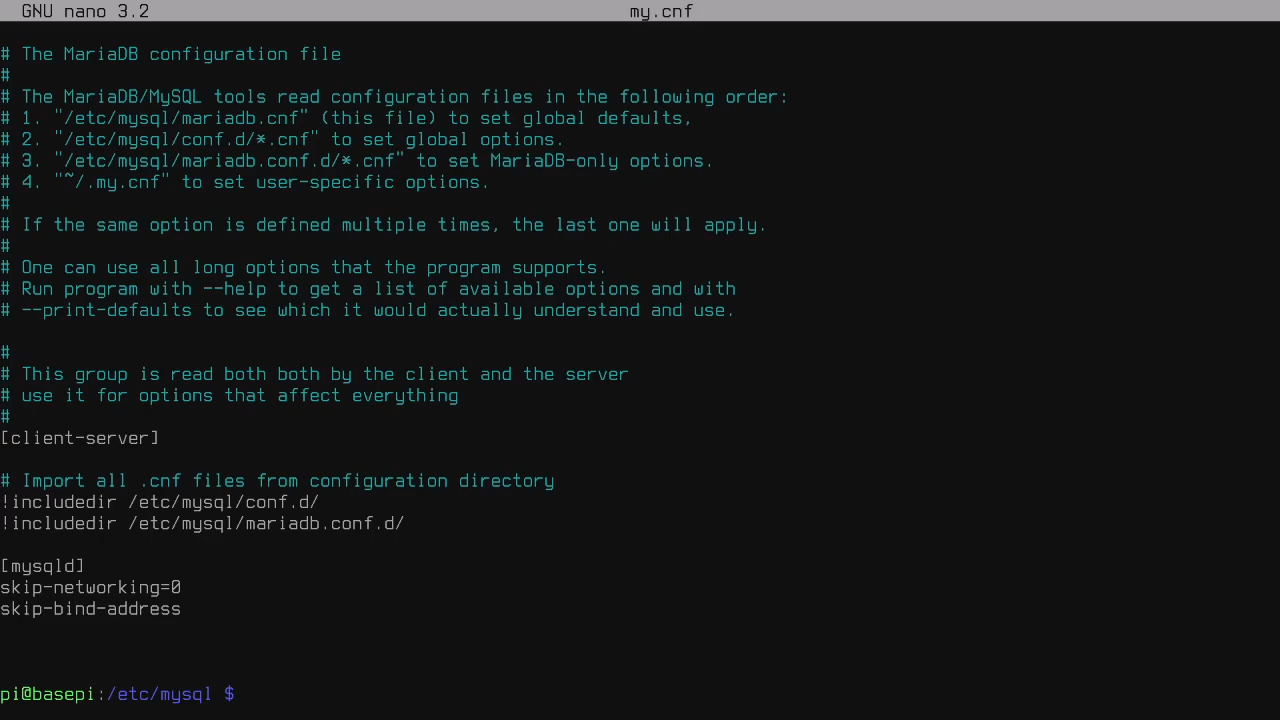 GNU nano 3.2 my.cnf
# The MariaDB configuration file
#
# The MariaDB/MySQL tools read configuration files in the following order:
# 1. "/etc/mysql/mariadb.cnf" (this file) to set global defaults,
# 2. "/etc/mysql/conf.d/*.cnf" to set global options.
# 3. "/etc/mysql/mariadb.conf.d/*.cnf" to set MariaDB-only options.
# 4. "~/.my.cnf" to set user-specific options.
#
# If the same option is defined multiple times, the last one will apply.
#
# One can use all long options that the program supports.
# Run program with --help to get a list of available options and with
# --print-defaults to see which it would actually understand and use.
#
# This group is read both both by the client and the server
# use it for options that affect everything
#
[client-server]
# Import all .cnf files from configuration directory
!includedir /etc/mysql/conf.d/
!includedir /etc/mysql/mariadb.conf.d/
[mysqld]
skip-networking=0
skip-bind-address
pi@basepi:/etc/mysql $